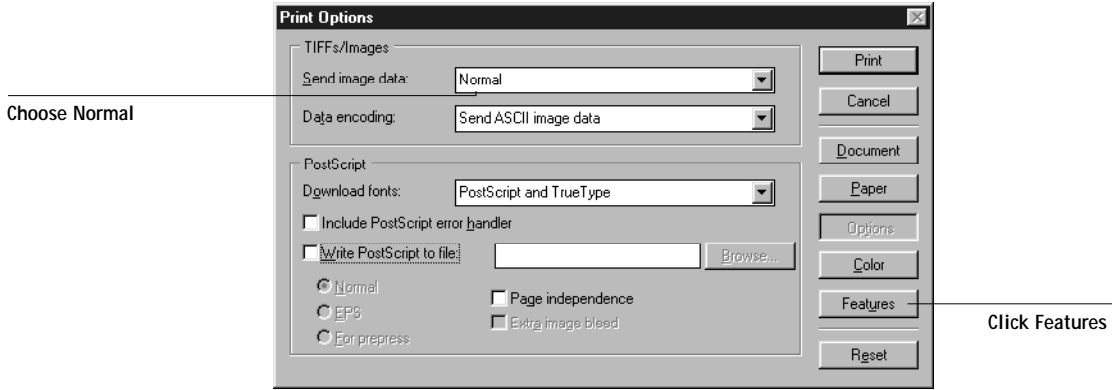 Print Options
TIFFs/Images
Send image data: Normal
Data encoding: Send ASCII image data
PostScript
Download fonts: PostScript and TrueType
Include PostScript error handler
Write PostScript to file: Browse...
Normal
EPS
For prepress
Page independence
Extra image bleed
Print
Cancel
Document
Paper
Options
Color
Features
Reset
Choose Normal
Click Features